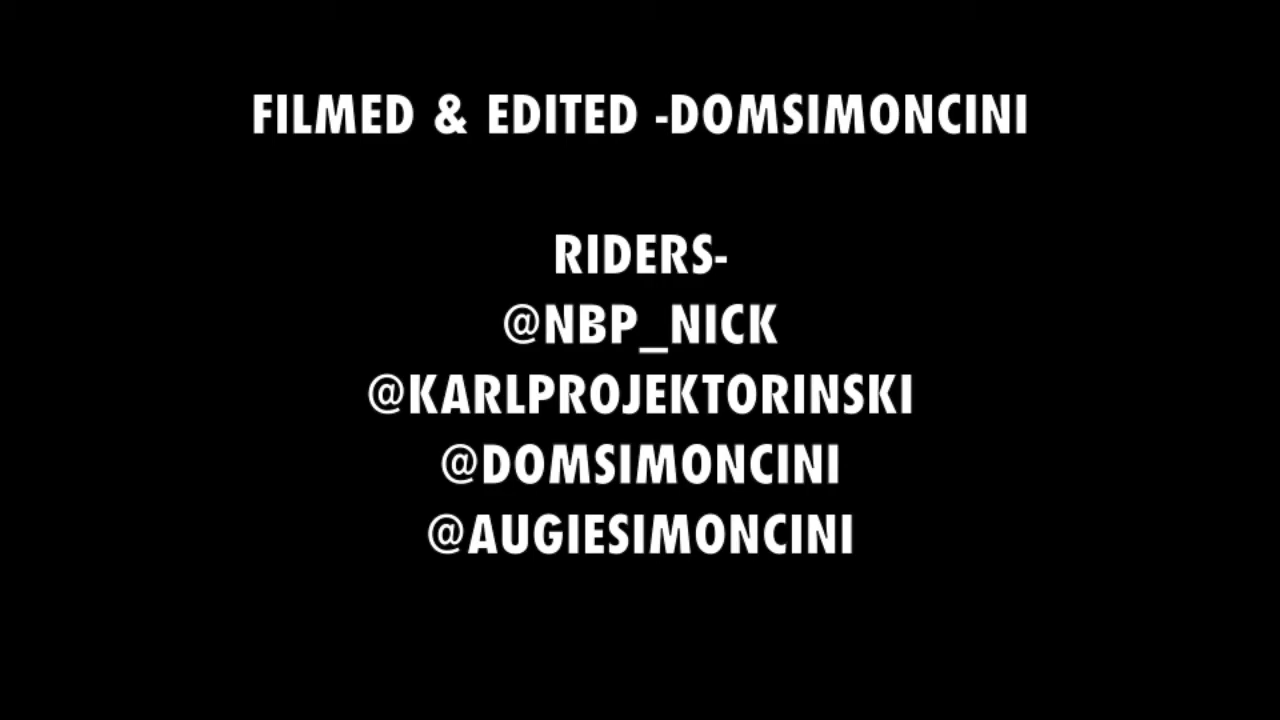 FILMED & EDITED -DOMSIMONCINI
RIDERS-
@NBP_NICK
@KARLPROJEKTORINSKI
@DOMSIMONCINI
@AUGIESIMONCINI